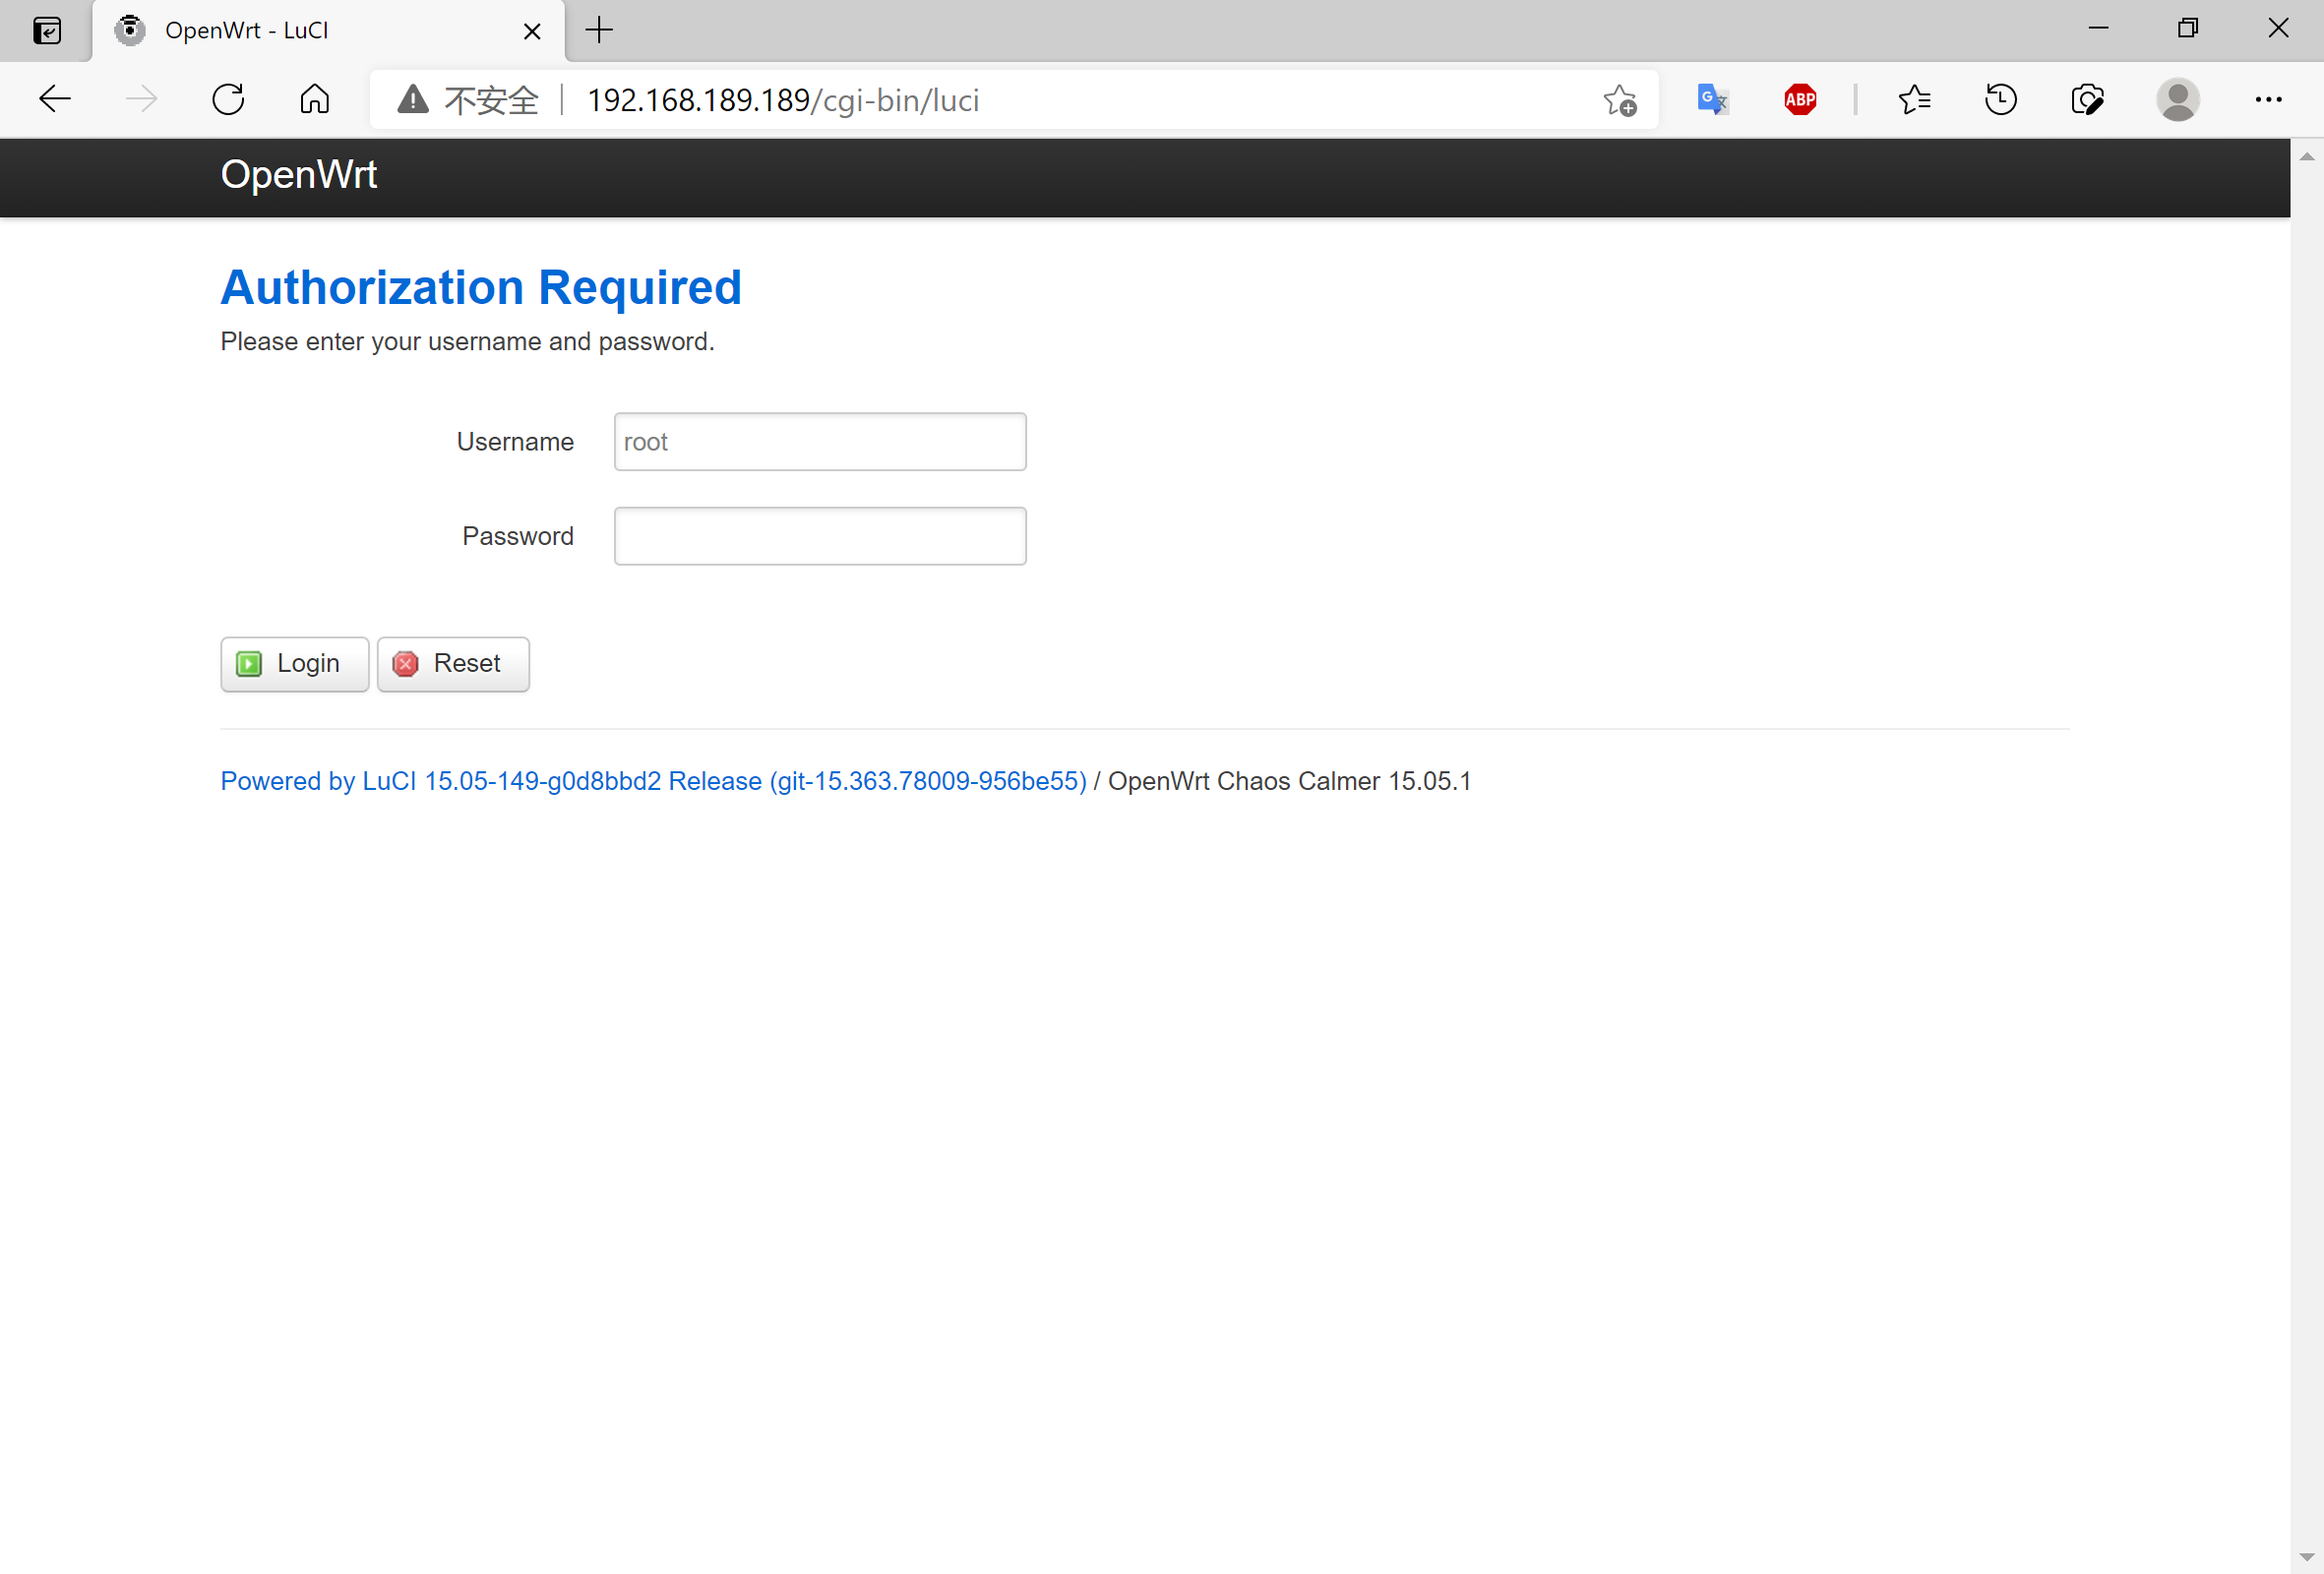 OpenWrt - LuCI
不安全 192.168.189.189/cgi-bin/luci
ABP
OpenWrt
Authorization Required
Please enter your username and password.
Username root
Password
Login Reset
Powered by LuCI 15.05-149-g0d8bbd2 Release (git-15.363.78009-956be55) / OpenWrt Chaos Calmer 15.05.1